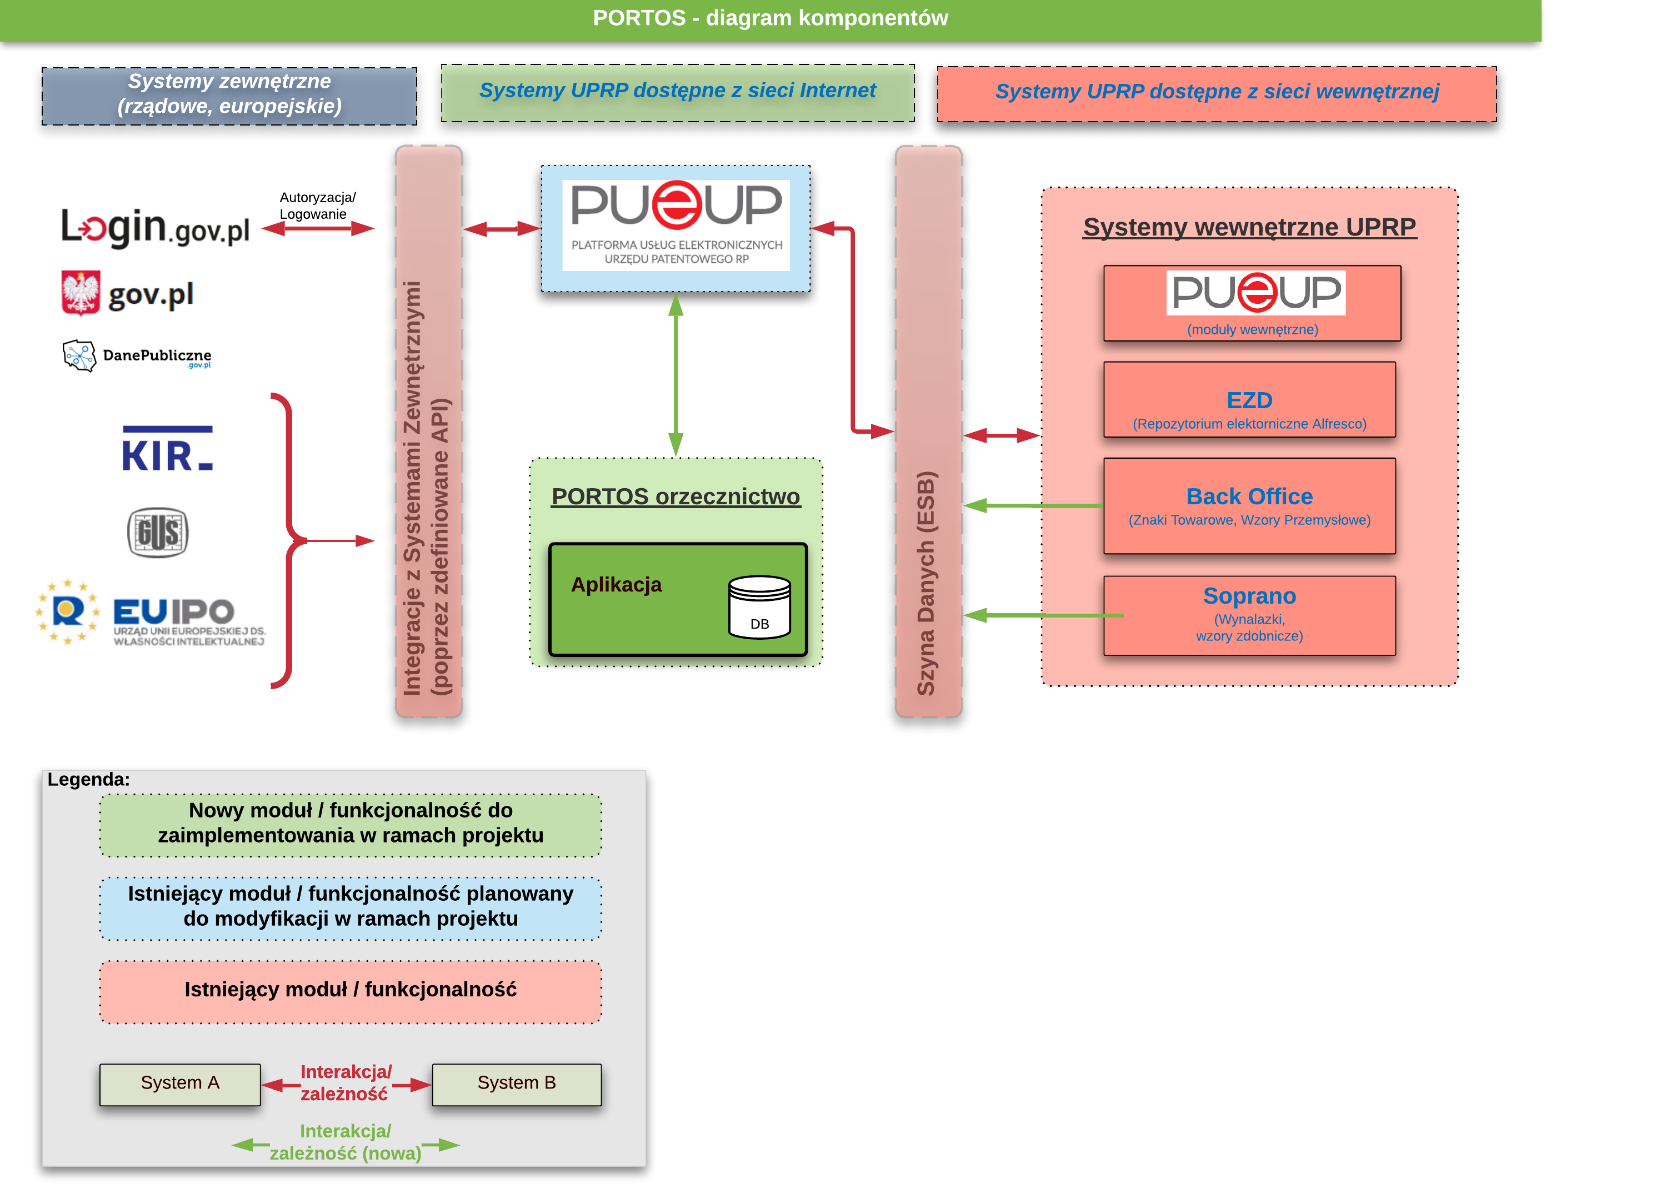 PORTOS - diagram komponentów
Systemy zewnętrzne
(rządowe, europejskie)
Systemy UPRP dostępne z sieci Internet
Systemy UPRP dostępne z sieci wewnętrznej
Login.gov.pl
Autoryzacja/
Logowanie
gov.pl
DanePubliczne
.gov.pl
KIR
GUS
R
EUIPO
URZĄD UNII EUROPEJSKIEJ DS.
WŁASNOŚCI INTELEKTUALNEJ
Integracje z Systemami Zewnętrznymi
(poprzez zdefiniowane API)
PUeUP
PLATFORMA USŁUG ELEKTRONICZNYCH
URZĘDU PATENTOWEGO RP
PORTOS orzecznictwo
Aplikacja
DB
Szyna Danych (ESB)
Systemy wewnętrzne UPRP
PUeUP
(moduły wewnętrzne)
EZD
(Repozytorium elektorniczne Alfresco)
Back Office
(Znaki Towarowe, Wzory Przemysłowe)
Soprano
(Wynalazki,
wzory zdobnicze)
Legenda:
Nowy moduł / funkcjonalność do
zaimplementowania w ramach projektu
Istniejący moduł / funkcjonalność planowany
do modyfikacji w ramach projektu
Istniejący moduł / funkcjonalność
System A
Interakcja/
zależność
System B
Interakcja/
zależność (nowa)